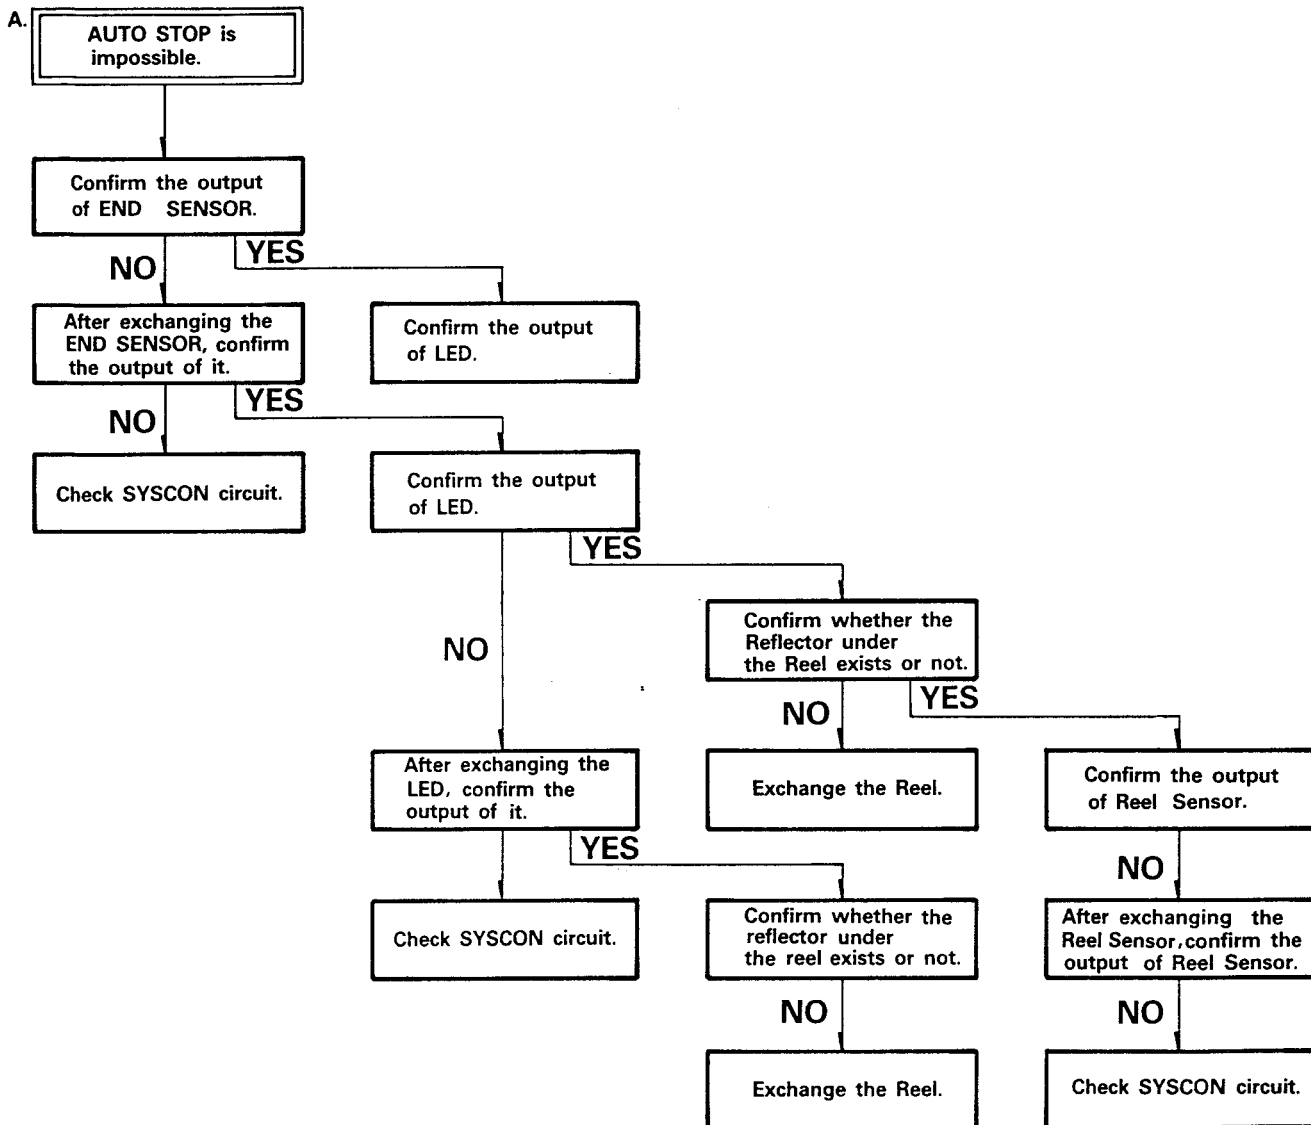 A.
AUTO STOP is
impossible.
Confirm the output
of END SENSOR.
NO
YES
After exchanging the
END SENSOR, confirm
the output of it.
Confirm the output
of LED.
NO
YES
Check SYSCON circuit.
Confirm the output
of LED.
NO
YES
Confirm whether the
Reflector under
the Reel exists or not.
NO
YES
After exchanging the
LED, confirm the
output of it.
Exchange the Reel.
Confirm the output
of Reel Sensor.
YES
NO
Check SYSCON circuit.
Confirm whether the
reflector under
the reel exists or not.
After exchanging the
Reel Sensor, confirm the
output of Reel Sensor.
NO
NO
Exchange the Reel.
Check SYSCON circuit.